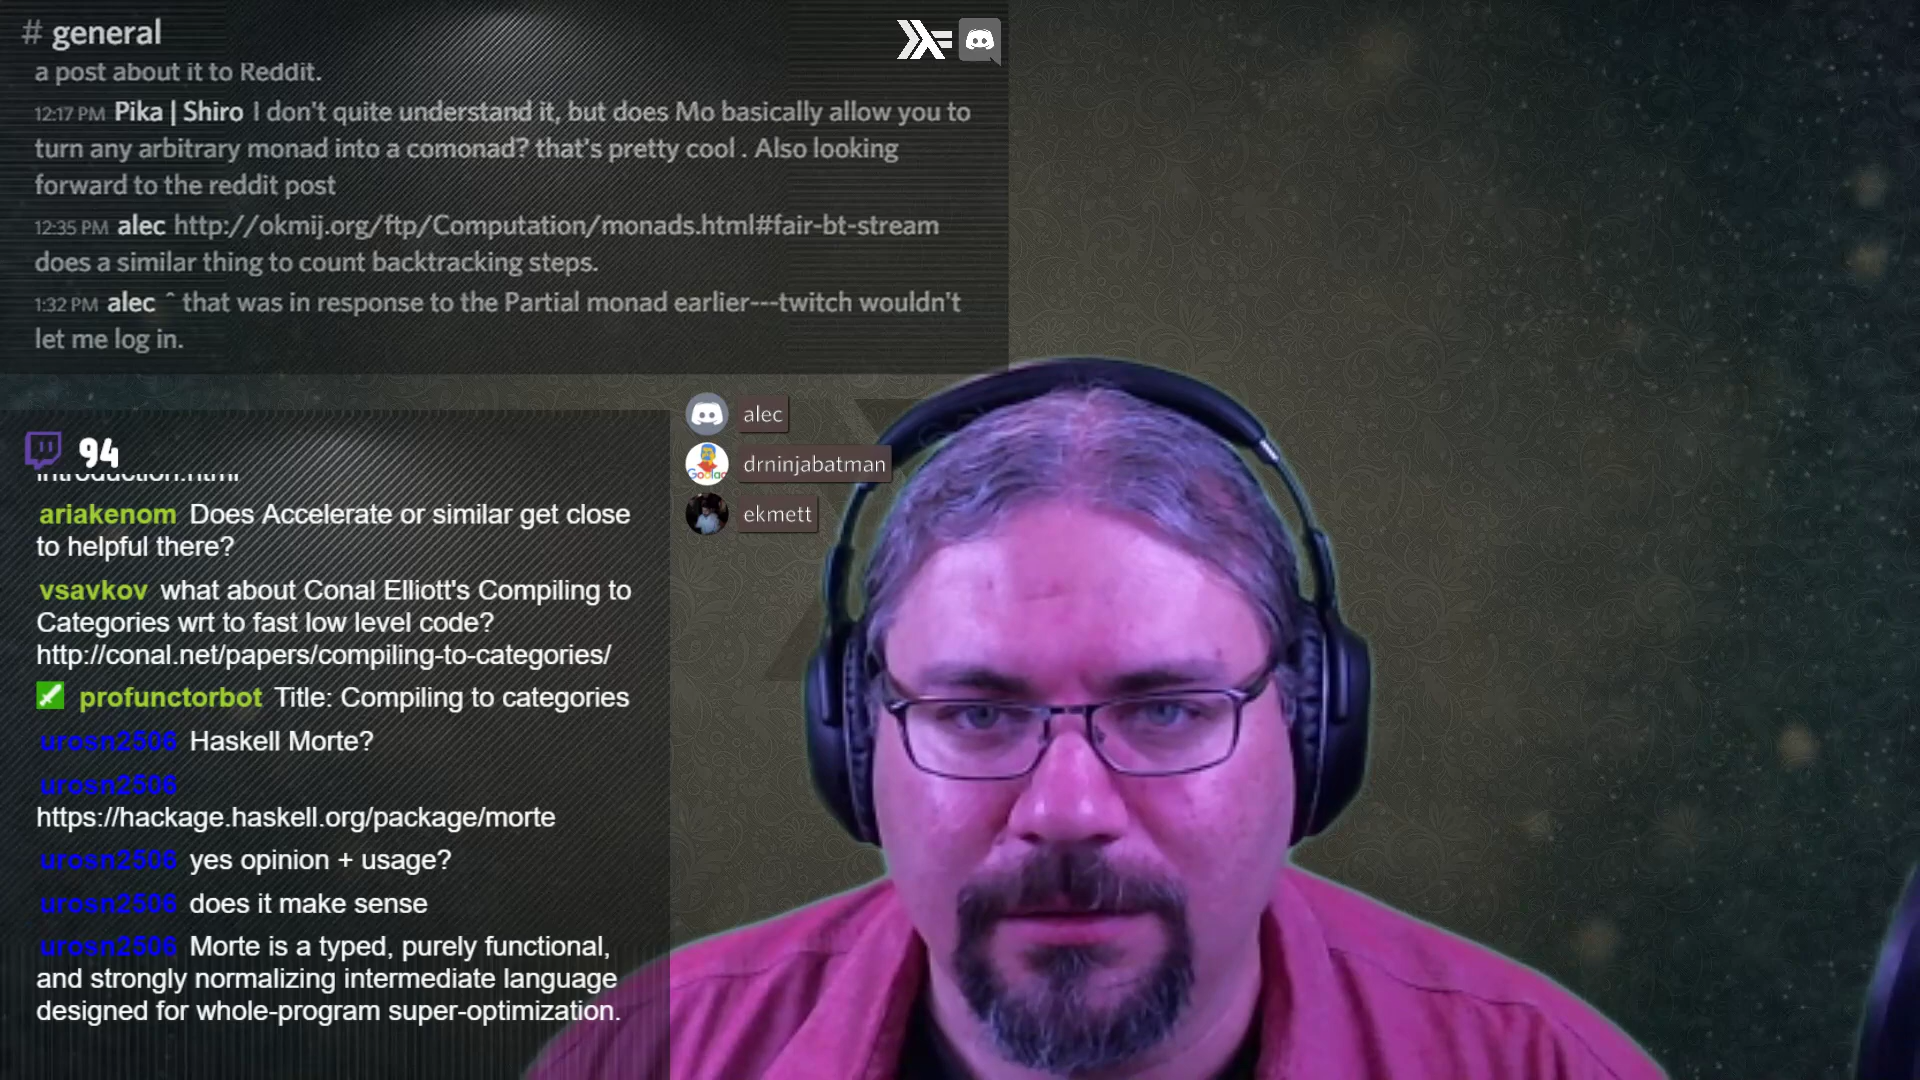 # general
a post about it to Reddit.
12:17 PM Pika | Shiro I don't quite understand it, but does Mo basically allow you to
turn any arbitrary monad into a comonad? that's pretty cool . Also looking
forward to the reddit post
12:35 PM alec http://okmij.org/ftp/Computation/monads.html#fair-bt-stream
does a similar thing to count backtracking steps.
1:32 PM alec ^ that was in response to the Partial monad earlier---twitch wouldn't
let me log in.
alec
drninjabatman
ekmett
94
introduction.html
ariakenom Does Accelerate or similar get close
to helpful there?
vsavkov what about Conal Elliott's Compiling to
Categories wrt to fast low level code?
http://conal.net/papers/compiling-to-categories/
profunctorbot Title: Compiling to categories
urosn2506 Haskell Morte?
urosn2506
https://hackage.haskell.org/package/morte
urosn2506 yes opinion + usage?
urosn2506 does it make sense
urosn2506 Morte is a typed, purely functional,
and strongly normalizing intermediate language
designed for whole-program super-optimization.